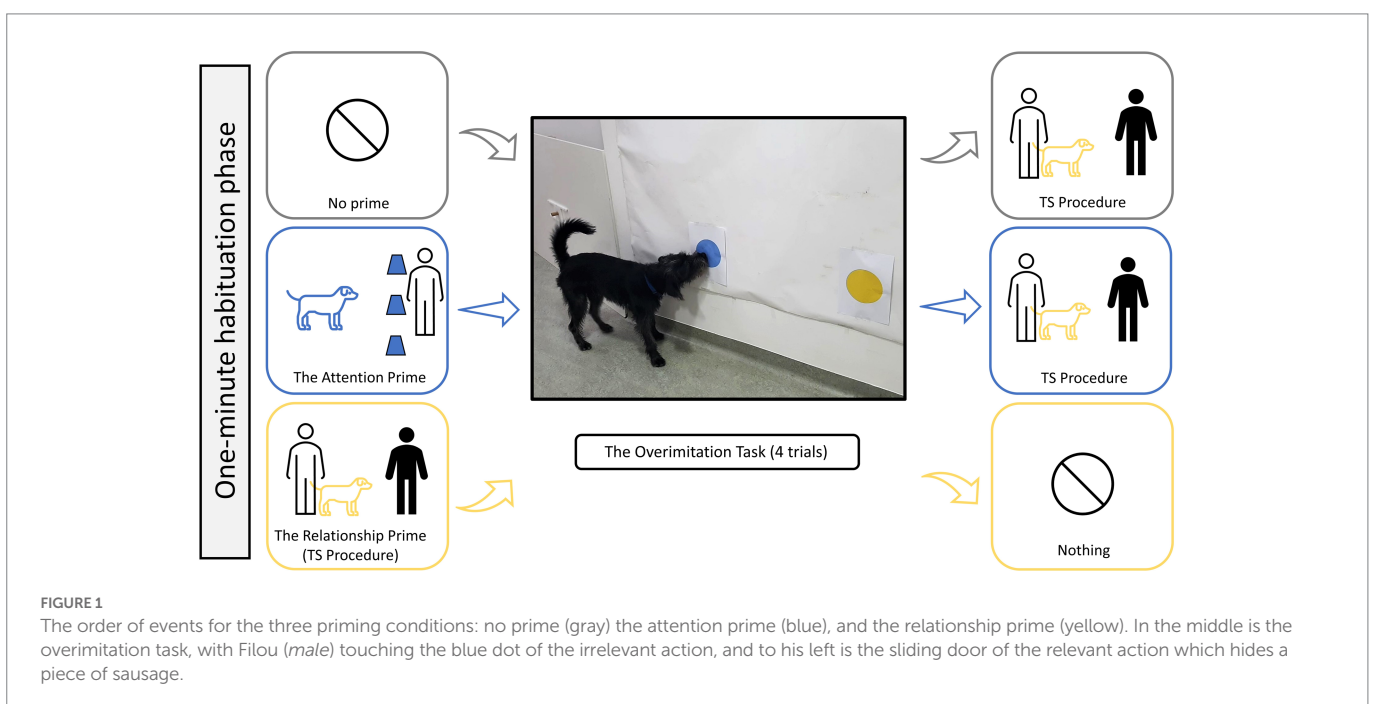 One-minute habituation phase
No prime
The Attention Prime
The Relationship Prime
(TS Procedure)
The Overimitation Task (4 trials)
TS Procedure
TS Procedure
Nothing
FIGURE 1
The order of events for the three priming conditions: no prime (gray) the attention prime (blue), and the relationship prime (yellow). In the middle is the
overimitation task, with Filou (male) touching the blue dot of the irrelevant action, and to his left is the sliding door of the relevant action which hides a
piece of sausage.